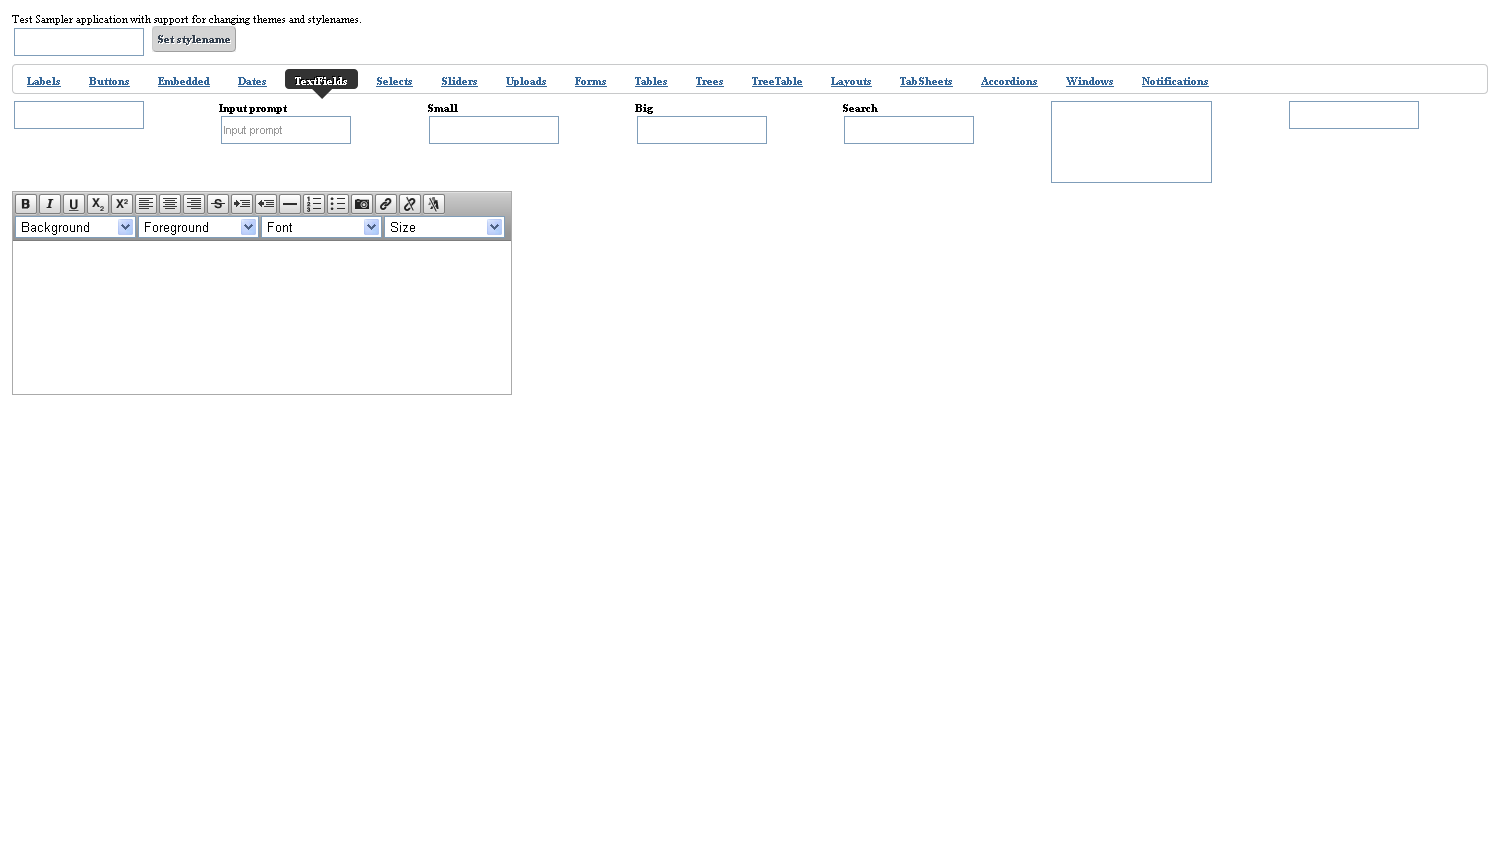 Test Sampler application with support for changing themes and stylenames.
Set stylename
Labels Buttons Embedded Dates TextFields Selects Sliders Uploads Forms Tables Trees TreeTable Layouts TabSheets Accordions Windows Notifications
Input prompt Small Big Search
Input prompt
B I U X₂ X² S
Background Foreground Font Size